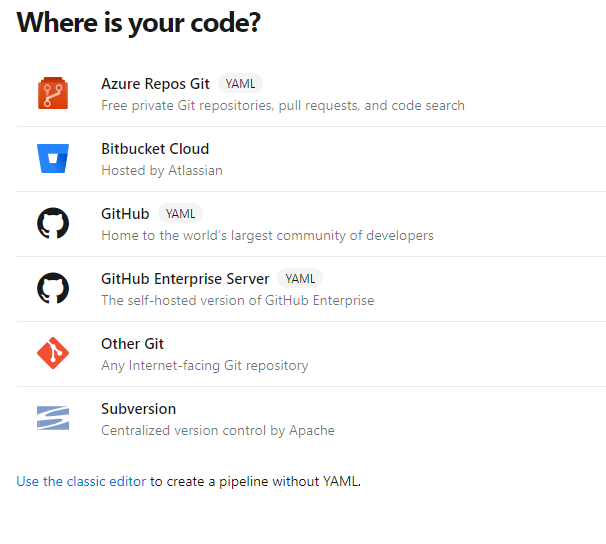 Where is your code?
Azure Repos Git YAML
Free private Git repositories, pull requests, and code search
Bitbucket Cloud
Hosted by Atlassian
GitHub YAML
Home to the world's largest community of developers
GitHub Enterprise Server YAML
The self-hosted version of GitHub Enterprise
Other Git
Any Internet-facing Git repository
Subversion
Centralized version control by Apache
Use the classic editor to create a pipeline without YAML.